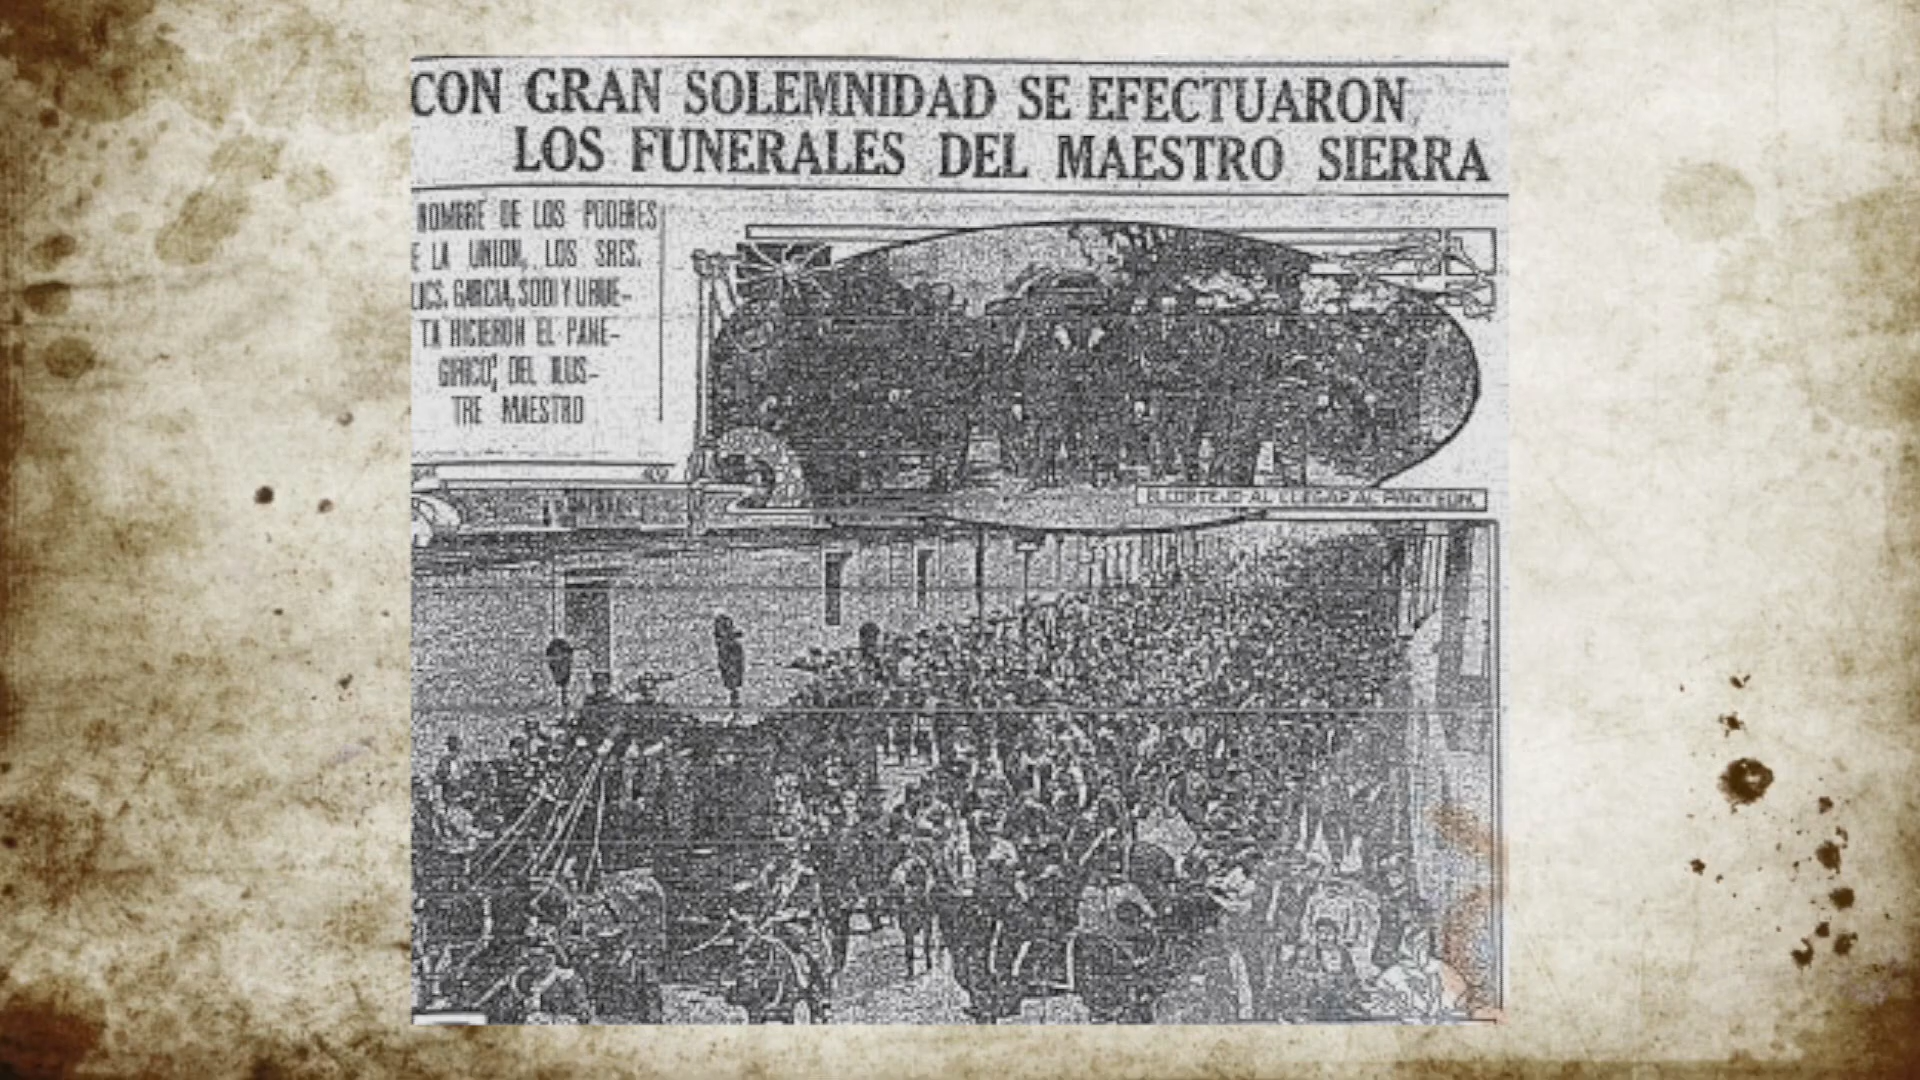 CON GRAN SOLEMNIDAD SE EFECTUARON
LOS FUNERALES DEL MAESTRO SIERRA
NOMBRE DE LOS PODERES
E LA UNION, LOS SRES.
LICS. GARCIA, SODI Y URUE-
TA HICIERON EL PANE-
GIRICO, DEL ILUS-
TRE MAESTRO
EL CORTEJO AL LLEGAR AL PANTEON.